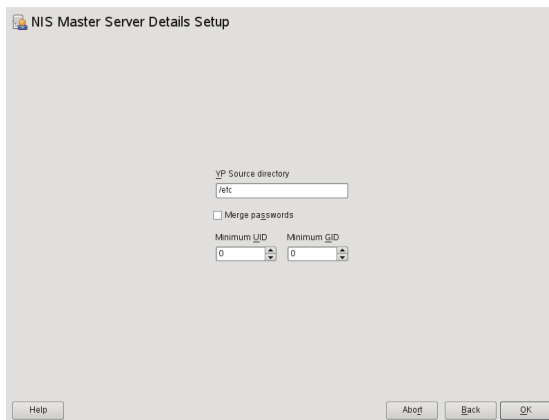 NIS Master Server Details Setup
YP Source directory
/etc
Merge passwords
Minimum UID Minimum GID
0 0
Help Abort Back OK